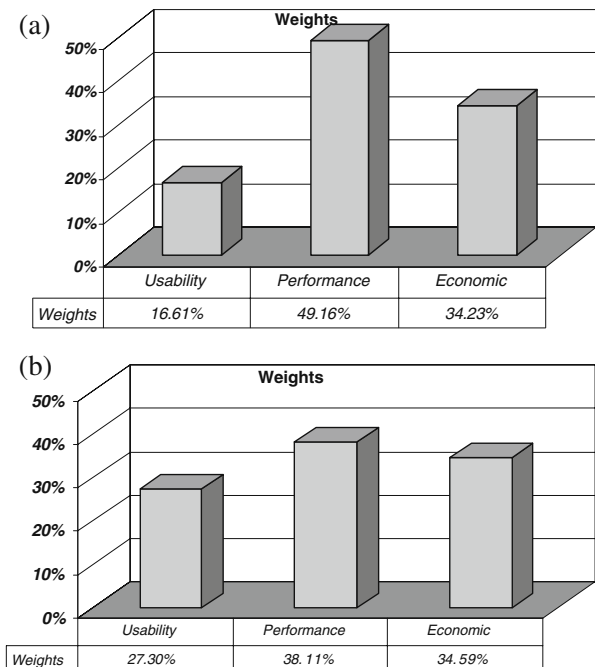 (a)
Weights
50%
40%
30%
20%
10%
0%
Usability Performance Economic
Weights 16.61% 49.16% 34.23%
(b)
Weights
50%
40%
30%
20%
10%
0%
Usability Performance Economic
Weights 27.30% 38.11% 34.59%